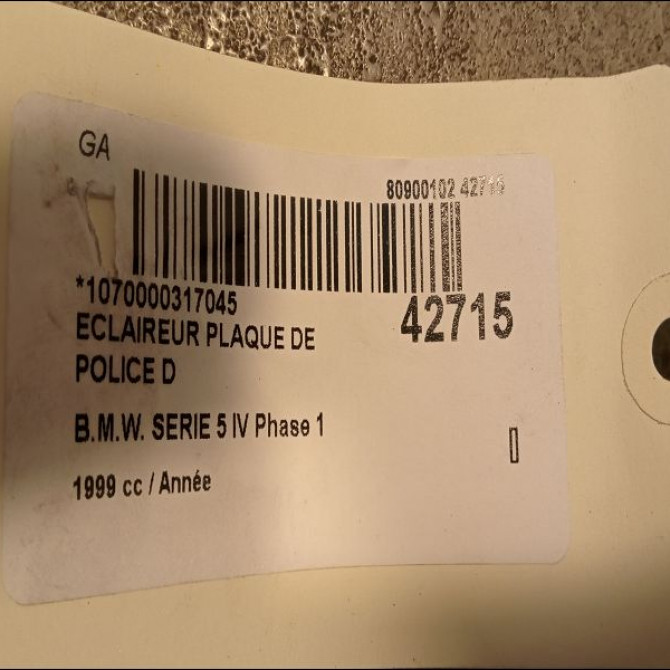 GA
80900102 42715
*1070000317045
42715
ECLAIREUR PLAQUE DE
POLICE D
B.M.W. SERIE 5 IV Phase 1
1999 cc / Année